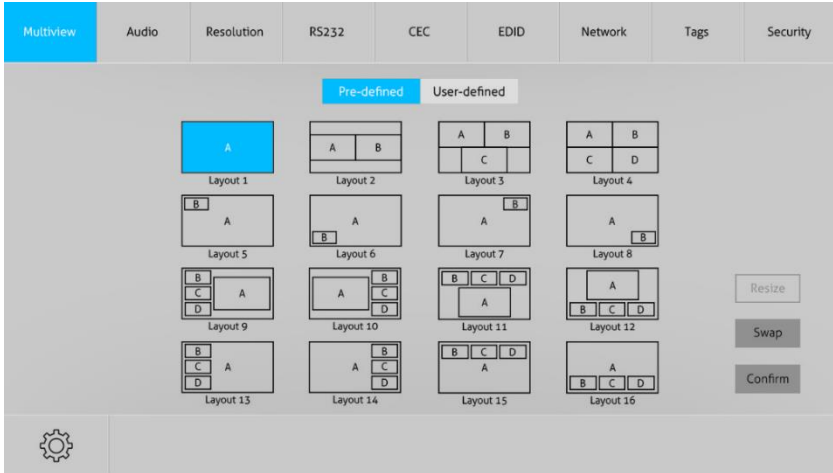 Multiview Audio Resolution RS232 CEC EDID Network Tags Security
Pre-defined User-defined
A A B A B A B
C C D
Layout 1 Layout 2 Layout 3 Layout 4
B A A B A B A B
Layout 5 Layout 6 Layout 7 Layout 8
B C D A A B C D B C D A A B C D
Resize
Layout 9 Layout 10 Layout 11 Layout 12
Swap
B C D A A B C D B C D A A B C D
Confirm
Layout 13 Layout 14 Layout 15 Layout 16